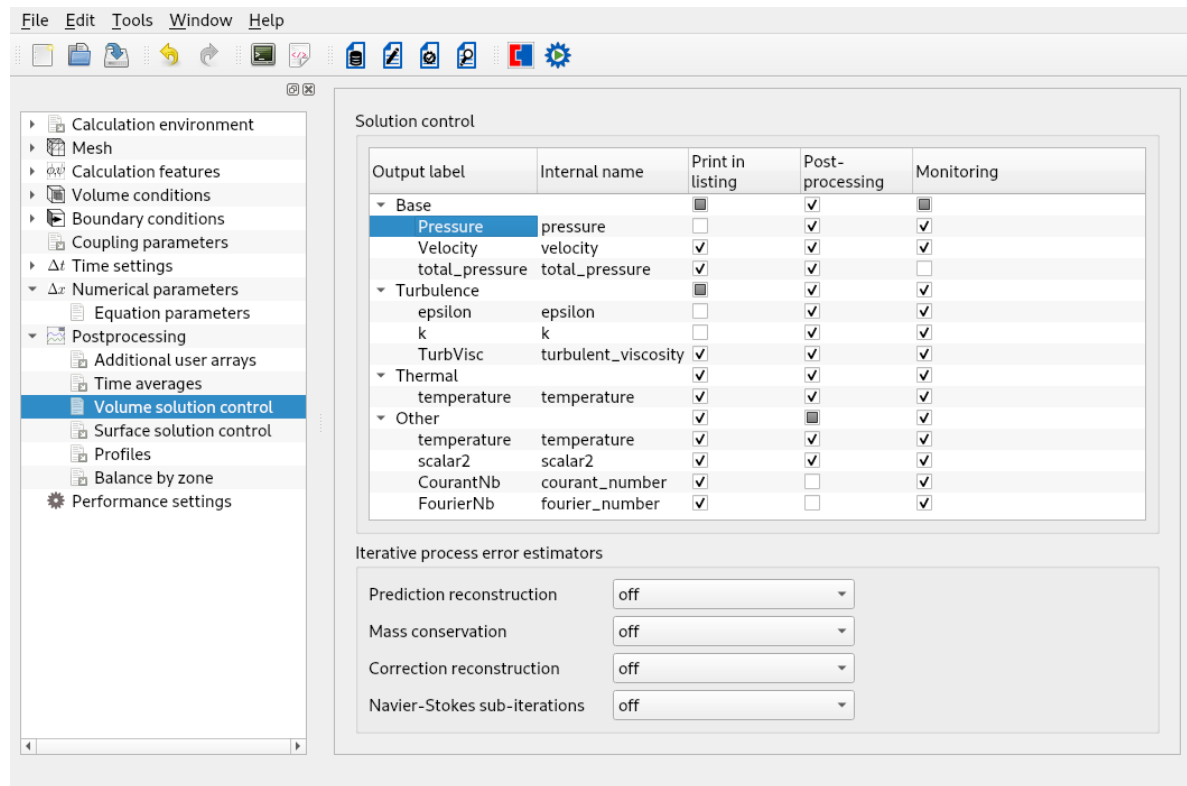 File Edit Tools Window Help
Calculation environment
Mesh
Calculation features
Volume conditions
Boundary conditions
Coupling parameters
Δt Time settings
Δx Numerical parameters
Equation parameters
Postprocessing
Additional user arrays
Time averages
Volume solution control
Surface solution control
Profiles
Balance by zone
Performance settings
Solution control
Output label Internal name Print in listing Post-processing Monitoring
Base
Pressure pressure
Velocity velocity
total_pressure total_pressure
Turbulence
epsilon epsilon
k k
TurbVisc turbulent_viscosity
Thermal
temperature temperature
Other
temperature temperature
scalar2 scalar2
CourantNb courant_number
FourierNb fourier_number
Iterative process error estimators
Prediction reconstruction off
Mass conservation off
Correction reconstruction off
Navier-Stokes sub-iterations off